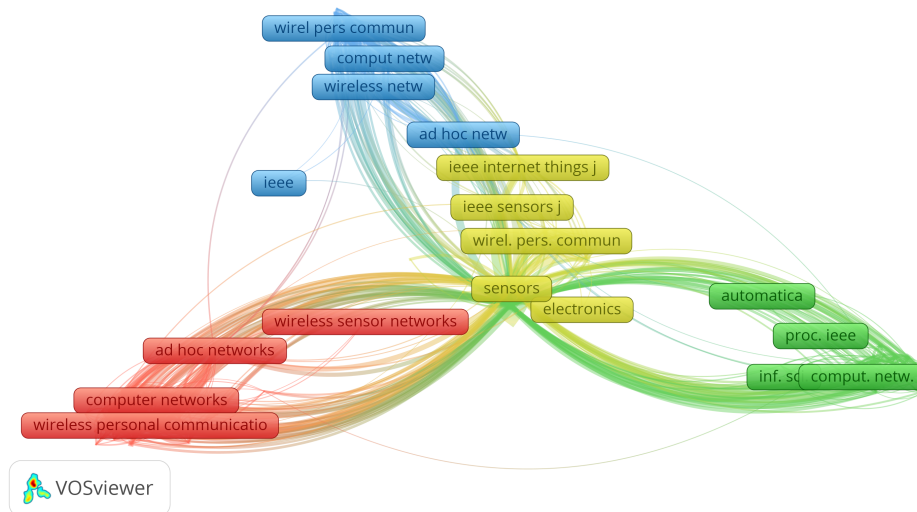 wirel pers commun
comput netw
wireless netw
ad hoc netw
ieee internet things j
ieee
ieee sensors j
wirel. pers. commun
sensors
automatica
electronics
wireless sensor networks
proc. ieee
ad hoc networks
inf. sc
comput. netw.
computer networks
wireless personal communicatio
VOSviewer